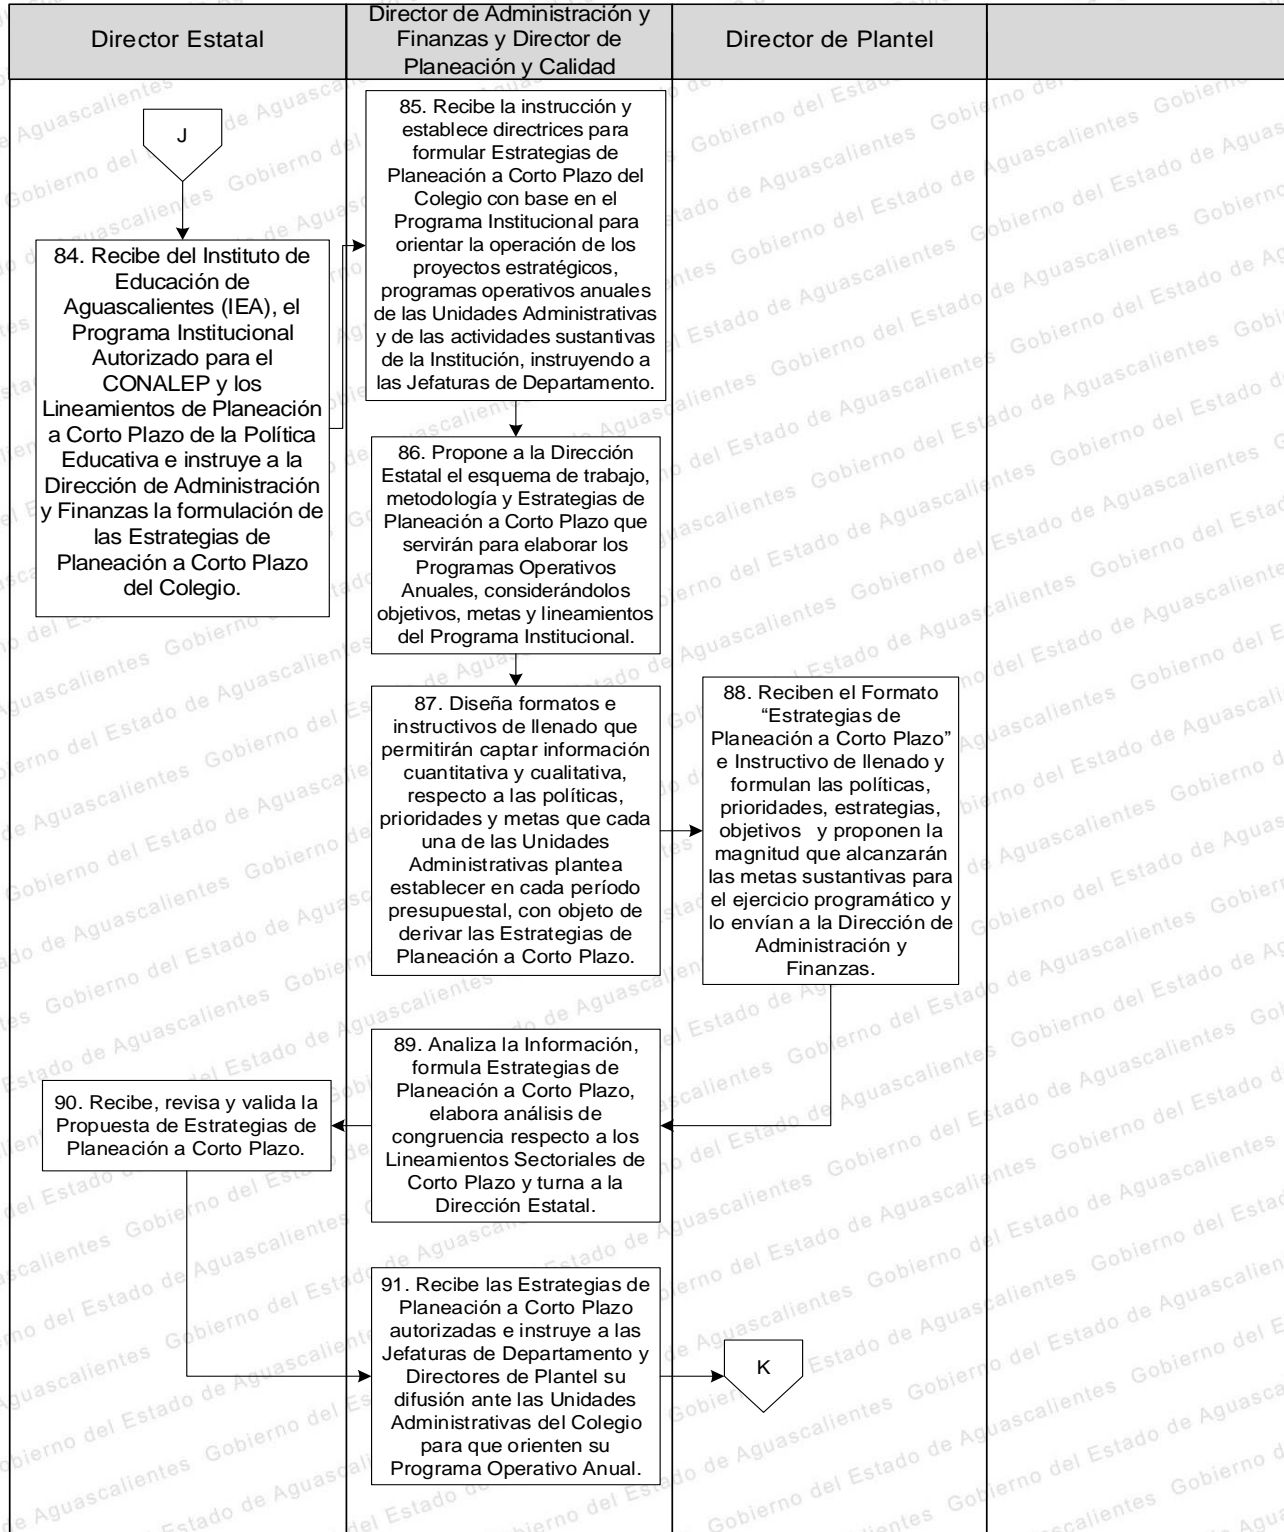 Director Estatal
Director de Administración y
Finanzas y Director de
Planeación y Calidad
Director de Plantel
J
84. Recibe del Instituto de
Educación de
Aguascalientes (IEA), el
Programa Institucional
Autorizado para el
CONALEP y los
Lineamientos de Planeación
a Corto Plazo de la Política
Educativa e instruye a la
Dirección de Administración
y Finanzas la formulación de
las Estrategias de
Planeación a Corto Plazo
del Colegio.
85. Recibe la instrucción y
establece directrices para
formular Estrategias de
Planeación a Corto Plazo del
Colegio con base en el
Programa Institucional para
orientar la operación de los
proyectos estratégicos,
programas operativos anuales
de las Unidades Administrativas
y de las actividades sustantivas
de la Institución, instruyendo a
las Jefaturas de Departamento.
86. Propone a la Dirección
Estatal el esquema de trabajo,
metodología y Estrategias de
Planeación a Corto Plazo que
servirán para elaborar los
Programas Operativos
Anuales, considerándolos
objetivos, metas y lineamientos
del Programa Institucional.
87. Diseña formatos e
instructivos de llenado que
permitirán captar información
cuantitativa y cualitativa,
respecto a las políticas,
prioridades y metas que cada
una de las Unidades
Administrativas plantea
establecer en cada período
presupuestal, con objeto de
derivar las Estrategias de
Planeación a Corto Plazo.
88. Reciben el Formato
“Estrategias de
Planeación a Corto Plazo”
e Instructivo de llenado y
formulan las políticas,
prioridades, estrategias,
objetivos y proponen la
magnitud que alcanzarán
las metas sustantivas para
el ejercicio programático y
lo envían a la Dirección de
Administración y
Finanzas.
89. Analiza la Información,
formula Estrategias de
Planeación a Corto Plazo,
elabora análisis de
congruencia respecto a los
Lineamientos Sectoriales de
Corto Plazo y turna a la
Dirección Estatal.
90. Recibe, revisa y valida la
Propuesta de Estrategias de
Planeación a Corto Plazo.
91. Recibe las Estrategias de
Planeación a Corto Plazo
autorizadas e instruye a las
Jefaturas de Departamento y
Directores de Plantel su
difusión ante las Unidades
Administrativas del Colegio
para que orienten su
Programa Operativo Anual.
K